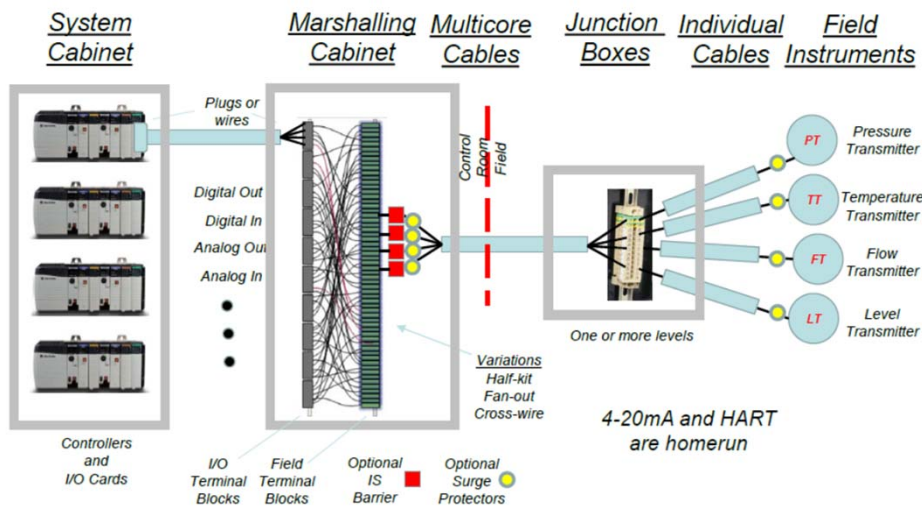 System
Cabinet
Marshalling
Cabinet
Multicore
Cables
Junction
Boxes
Individual
Cables
Field
Instruments
Plugs or
wires
Digital Out
Digital In
Analog Out
Analog In
Control
Room
Field
PT
Pressure
Transmitter
TT
Temperature
Transmitter
FT
Flow
Transmitter
LT
Level
Transmitter
One or more levels
Variations
Half-kit
Fan-out
Cross-wire
4-20mA and HART
are homerun
Controllers
and
I/O Cards
I/O
Terminal
Blocks
Field
Terminal
Blocks
Optional
IS
Barrier
Optional
Surge
Protectors